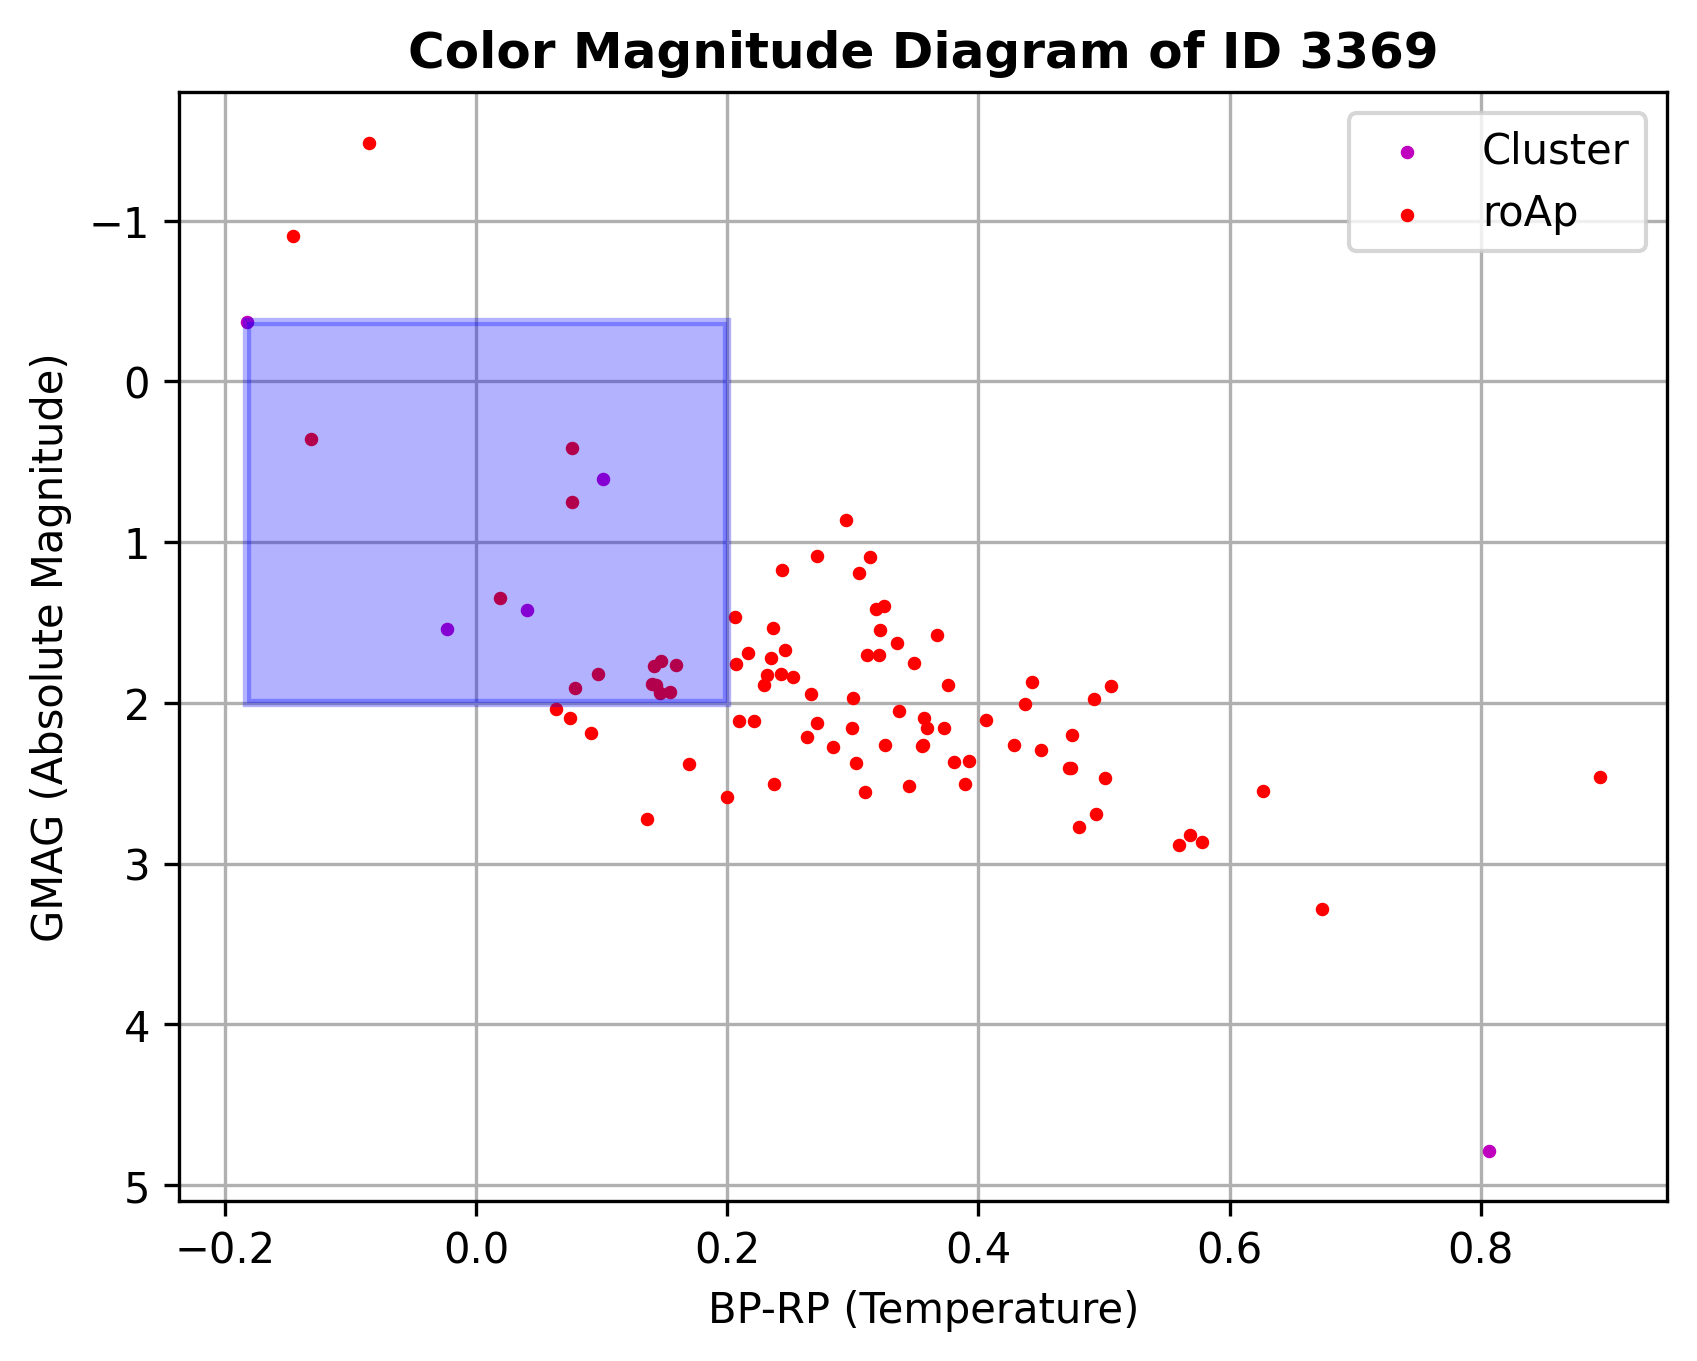 Color Magnitude Diagram of ID 3369
Cluster
roAp
GMAG (Absolute Magnitude)
−1
0
1
2
3
4
5
−0.2 0.0 0.2 0.4 0.6 0.8
BP-RP (Temperature)